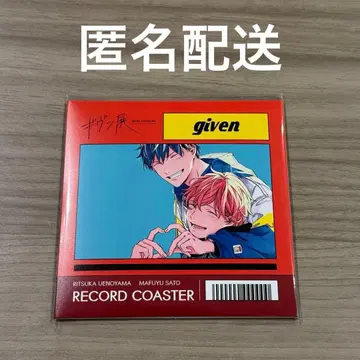 匿名配送
ギヴン展
given
RITSUKA UENOYAMA MAFUYU SATO
RECORD COASTER